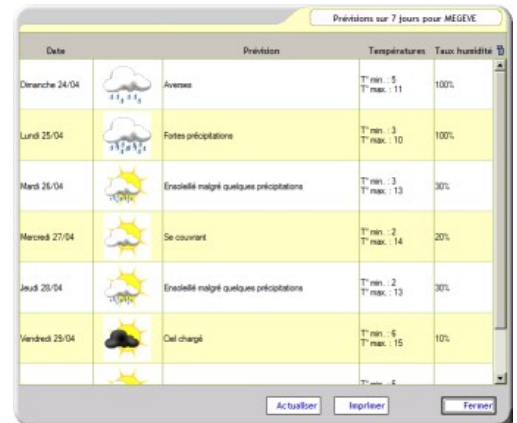 Prévisions sur 7 jours pour MEGEVE
Date Prévision Températures Taux humidité
Dimanche 24/04 Averses T° min. : 5 100%
T° max. : 11
Lundi 25/04 Fortes précipitations T° min. : 3 100%
T° max. : 10
Mardi 26/04 Ensoleillé malgré quelques précipitations T° min. : 3 30%
T° max. : 13
Mercredi 27/04 Se couvrant T° min. : 2 20%
T° max. : 14
Jeudi 28/04 Ensoleillé malgré quelques précipitations T° min. : 2 30%
T° max. : 13
Vendredi 29/04 Ciel chargé T° min. : 6 10%
T° max. : 15
Actualiser Imprimer Fermer